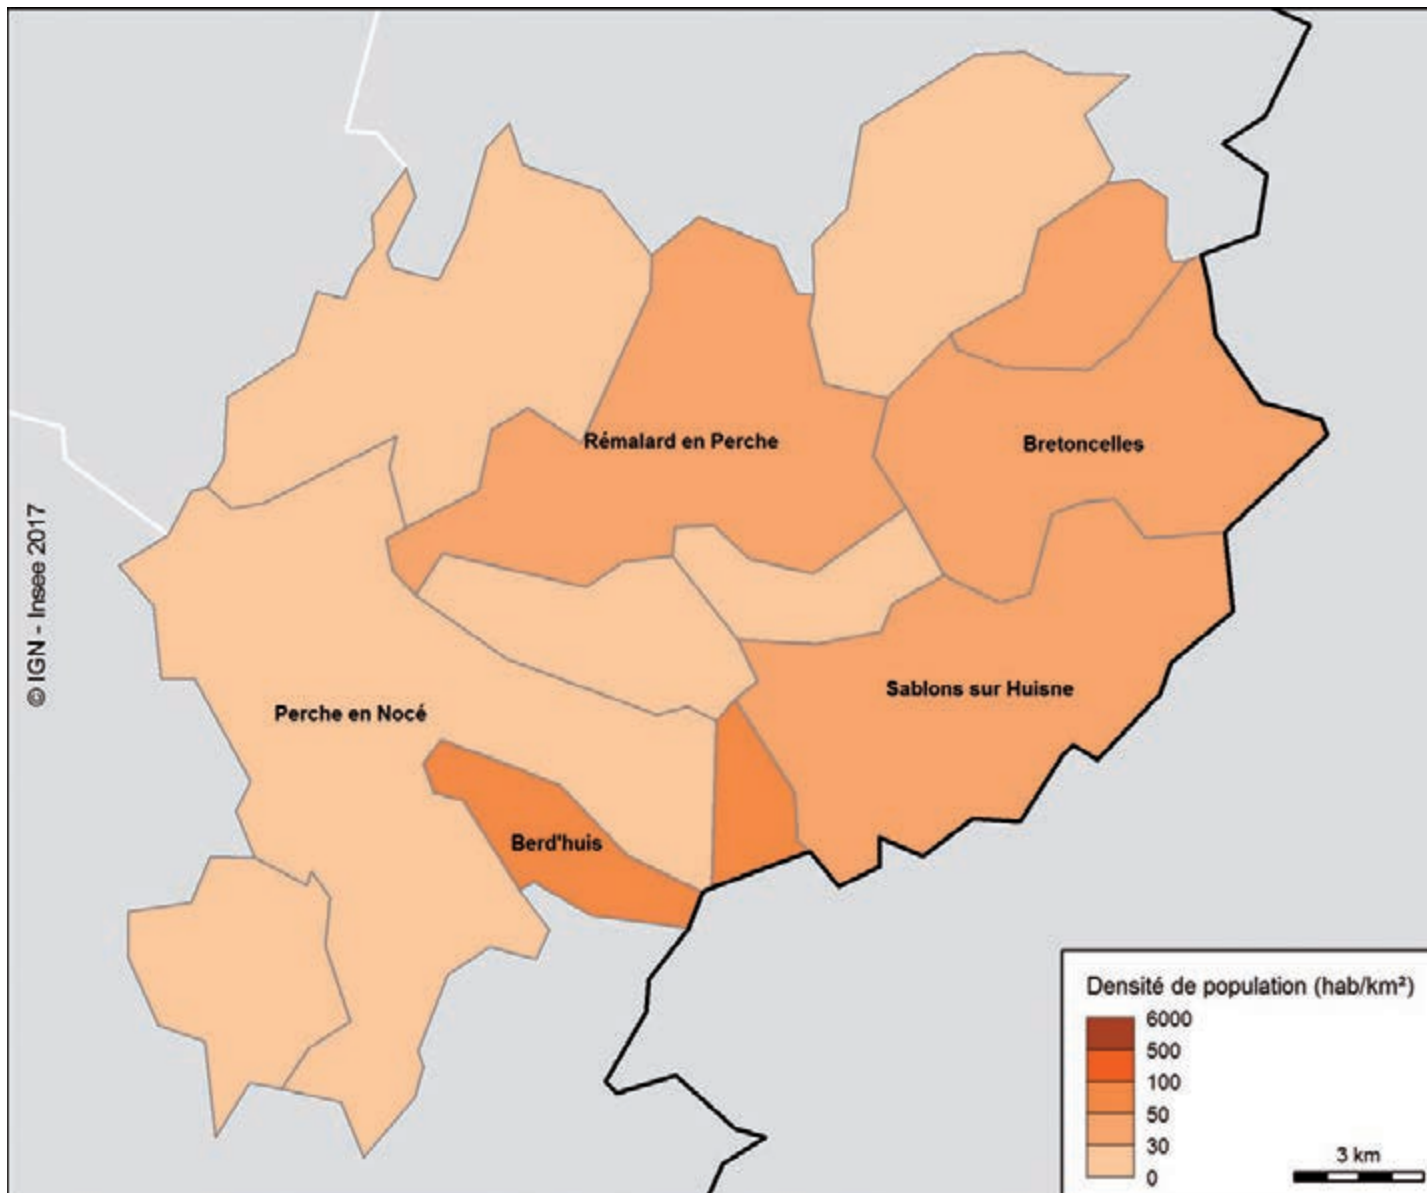 Rémalard en Perche
Bretoncelles
© IGN - Insee 2017
Sablons sur Huisne
Perche en Nocé
Berd'huis
Densité de population (hab/km²)
6000
500
100
50
30
0
3 km